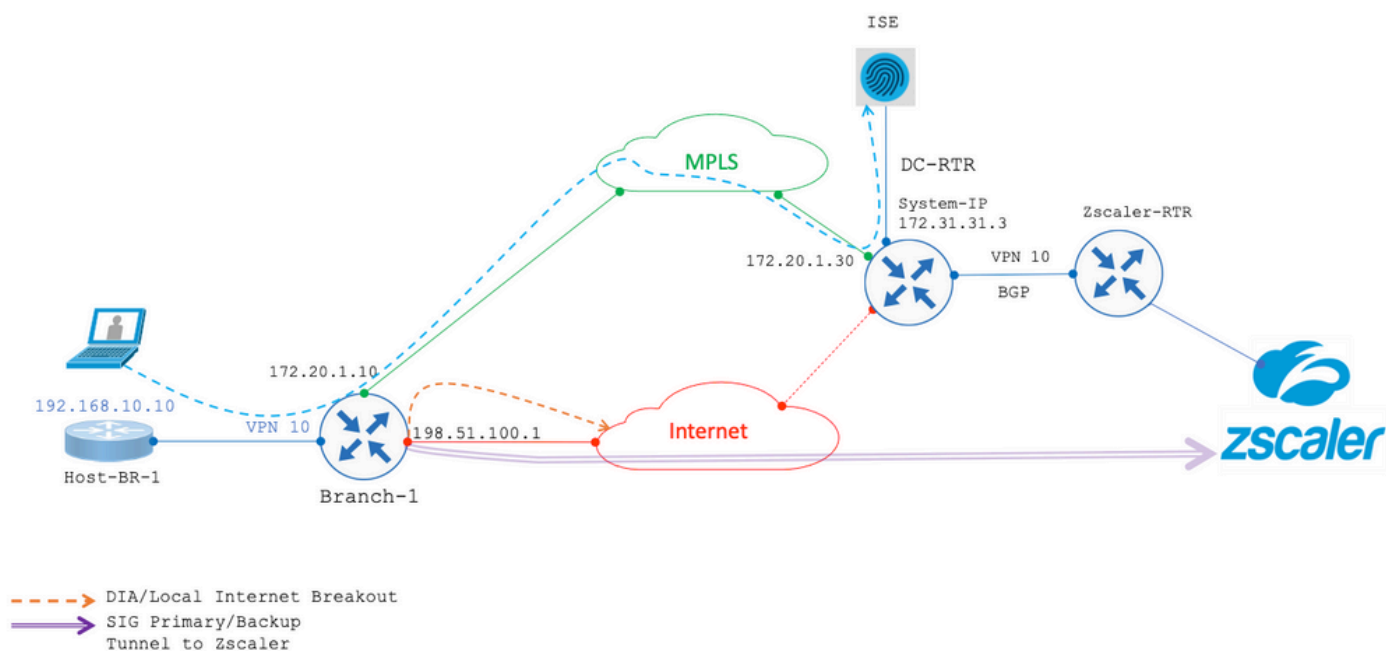 ISE
MPLS
DC-RTR
System-IP
172.31.31.3
Zscaler-RTR
172.20.1.30
VPN 10
BGP
172.20.1.10
192.168.10.10
VPN 10
198.51.100.1
Internet
zscaler
Host-BR-1
Branch-1
DIA/Local Internet Breakout
SIG Primary/Backup
Tunnel to Zscaler